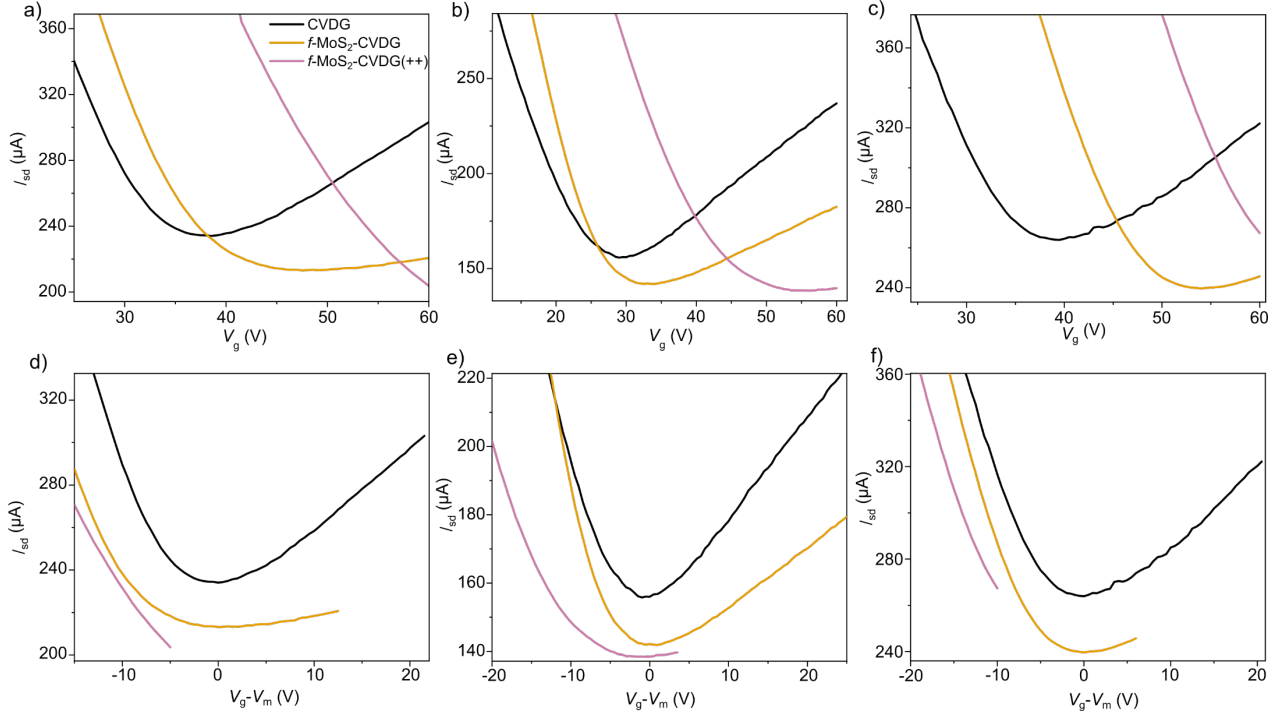 a)
CVDG
f-MoS₂-CVDG
f-MoS₂-CVDG(++)
360
320
280
240
200
30
40
50
60
I_sd (µA)
V_g (V)
b)
250
200
150
20
30
40
50
60
I_sd (µA)
V_g (V)
c)
360
320
280
240
30
40
50
60
I_sd (µA)
V_g (V)
d)
320
280
240
200
-10
0
10
20
I_sd (µA)
V_g-V_m (V)
e)
220
200
180
160
140
-20
-10
0
10
20
I_sd (µA)
V_g-V_m (V)
f)
360
320
280
240
-20
-10
0
10
20
I_sd (µA)
V_g-V_m (V)